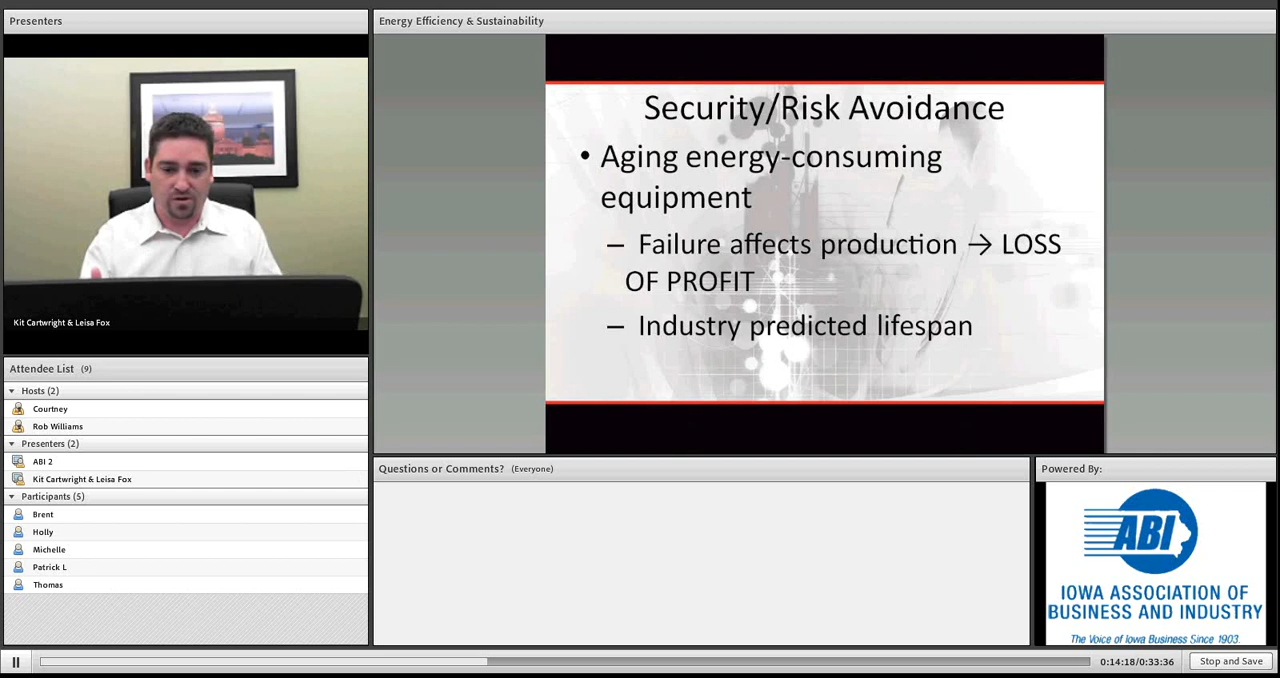 Presenters
Kit Cartwright & Leisa Fox
Attendee List (9)
Hosts (2)
Courtney
Rob Williams
Presenters (2)
ABI 2
Kit Cartwright & Leisa Fox
Participants (5)
Brent
Holly
Michelle
Patrick L
Thomas
Energy Efficiency & Sustainability
Security/Risk Avoidance
• Aging energy-consuming
equipment
– Failure affects production → LOSS
OF PROFIT
– Industry predicted lifespan
Questions or Comments? (Everyone)
Powered By:
ABI
IOWA ASSOCIATION OF
BUSINESS AND INDUSTRY
The Voice of Iowa Business Since 1903.
0:14:18/0:33:36
Stop and Save